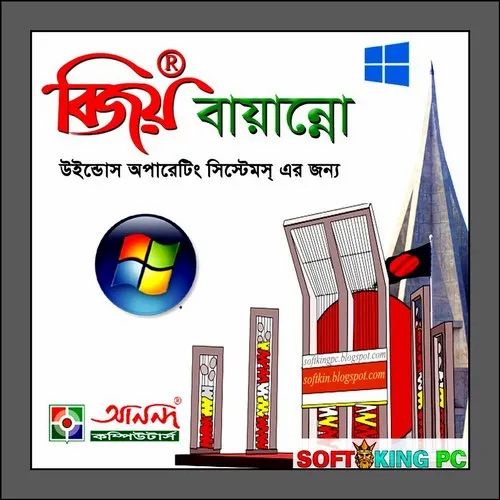 বিজয়® বায়ান্নো
উইন্ডোস অপারেটিং সিস্টেমস্ এর জন্য
softkingpc.blogspot.com
softkin.blogspot.com
আনন্দ®
কম্পিউটার্স
SOFT KING PC